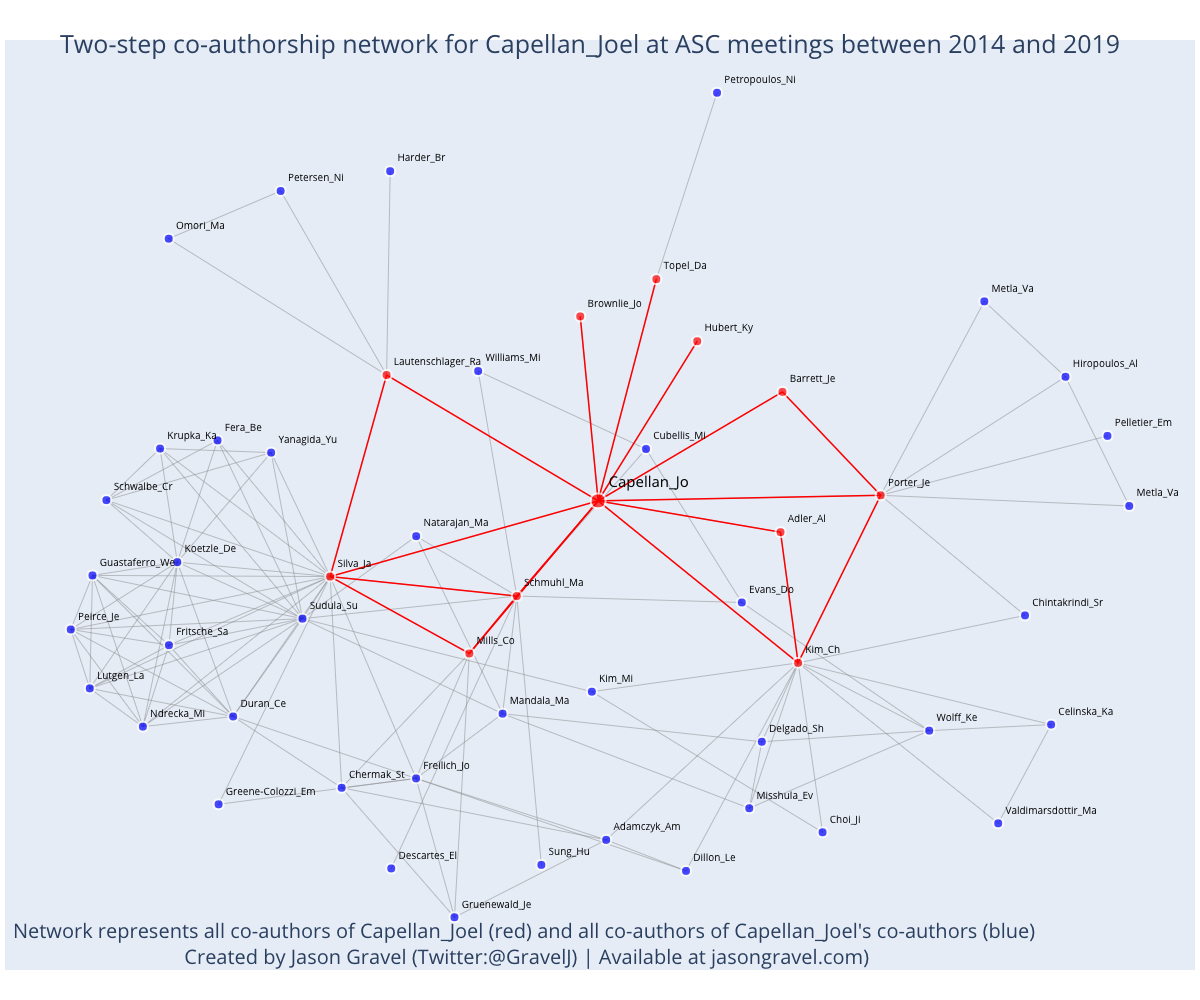 Two-step co-authorship network for Capellan_Joel at ASC meetings between 2014 and 2019
Petropoulos_Ni
Harder_Br
Petersen_Ni
Omori_Ma
Topel_Da
Metla_Va
Brownlie_Jo
Hubert_Ky
Lautenschlager_Ra
Williams_Mi
Hiropoulos_Al
Barrett_Je
Pelletier_Em
Fera_Be
Krupka_Ka
Yanagida_Yu
Cubellis_Mi
Capellan_Jo
Schwalbe_Cr
Porter_Je
Metla_Va
Natarajan_Ma
Adler_Al
Koetzle_De
Guastaferro_We
Silva_Ja
Schmuhl_Ma
Evans_Do
Sudula_Su
Chintakrindi_Sr
Peirce_Je
Fritsche_Sa
Mills_Co
Kim_Ch
Lutgen_La
Kim_Mi
Duran_Ce
Mandala_Ma
Ndrecka_Mi
Delgado_Sh
Wolff_Ke
Celinska_Ka
Chermak_St
Freilich_Jo
Greene-Colozzi_Em
Misshula_Ev
Valdimarsdottir_Ma
Adamczyk_Am
Choi_Ji
Descartes_El
Sung_Hu
Dillon_Le
Gruenewald_Je
Network represents all co-authors of Capellan_Joel (red) and all co-authors of Capellan_Joel's co-authors (blue)
Created by Jason Gravel (Twitter:@GravelJ) | Available at jasongravel.com)